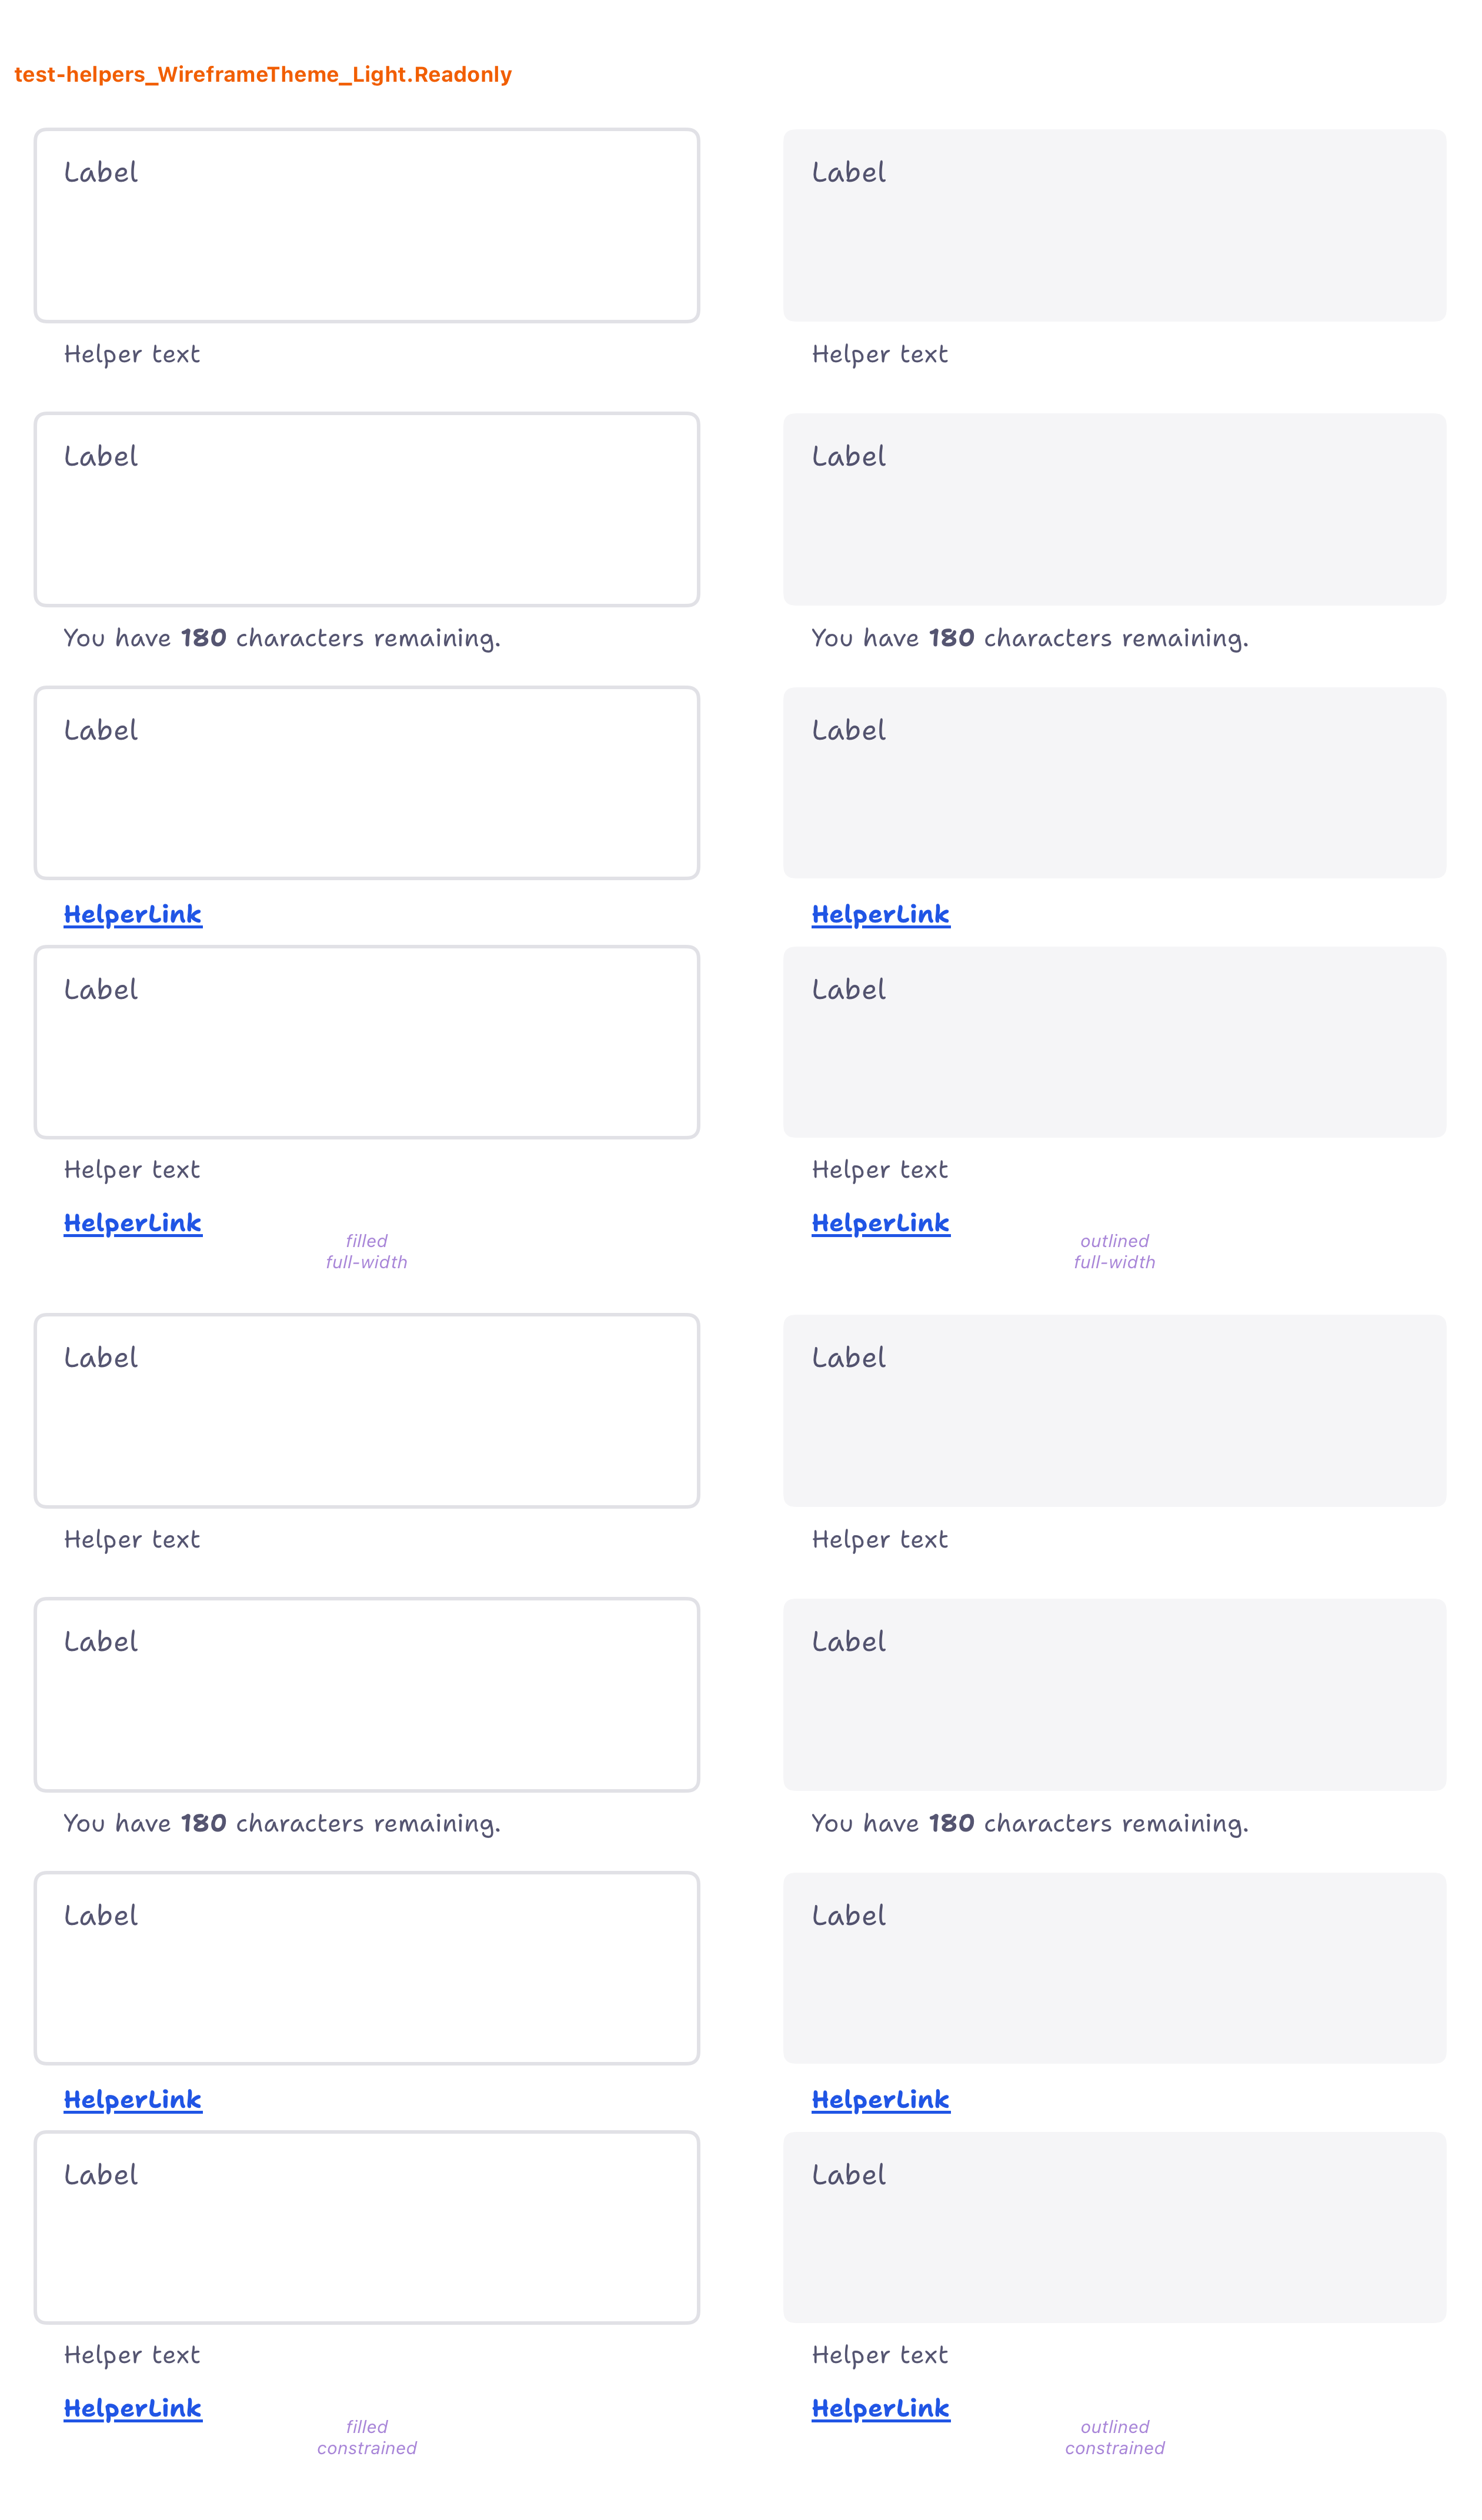 test-helpers_WireframeTheme_Light.Readonly
Label
Label
Helper text
Helper text
Label
Label
You have 180 characters remaining.
You have 180 characters remaining.
Label
Label
HelperLink
HelperLink
Label
Label
Helper text
Helper text
HelperLink
HelperLink
filled
full-width
outlined
full-width
Label
Label
Helper text
Helper text
Label
Label
You have 180 characters remaining.
You have 180 characters remaining.
Label
Label
HelperLink
HelperLink
Label
Label
Helper text
Helper text
HelperLink
HelperLink
filled
constrained
outlined
constrained